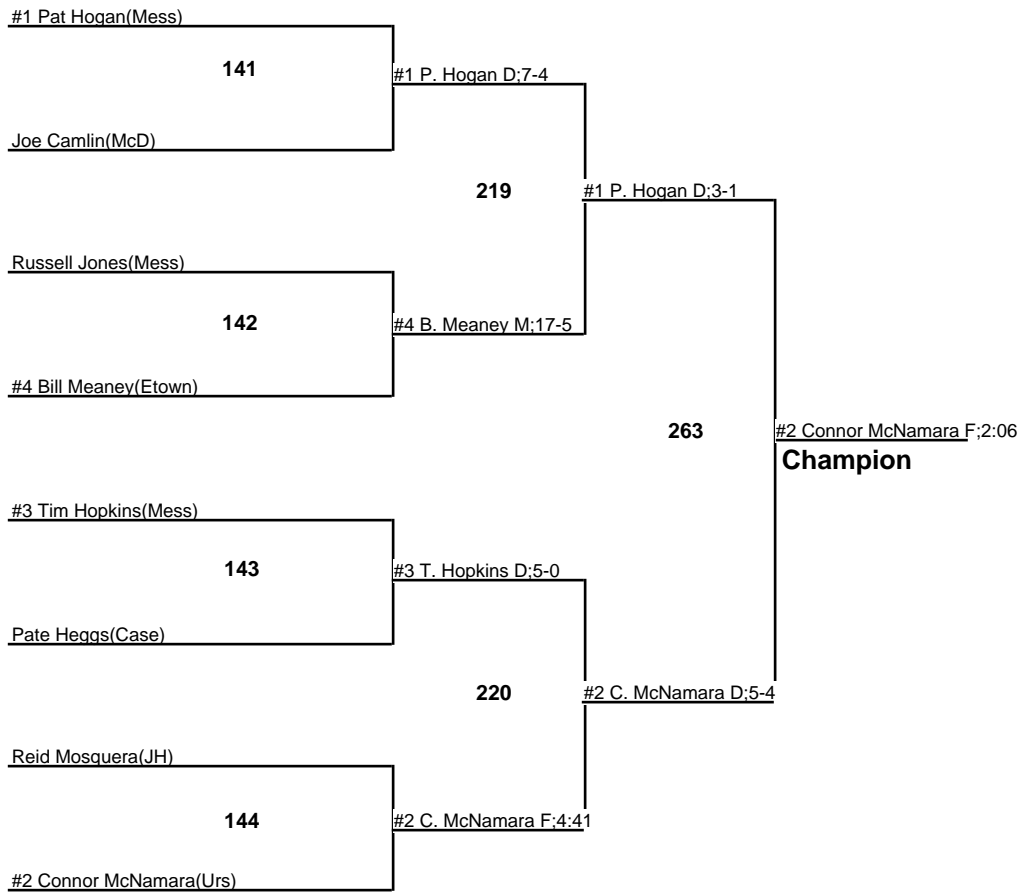 #1 Pat Hogan(Mess)
141
#1 P. Hogan D;7-4
Joe Camlin(McD)
219
#1 P. Hogan D;3-1
Russell Jones(Mess)
142
#4 B. Meaney M;17-5
#4 Bill Meaney(Etown)
263
#2 Connor McNamara F;2:06
Champion
#3 Tim Hopkins(Mess)
143
#3 T. Hopkins D;5-0
Pate Heggs(Case)
220
#2 C. McNamara D;5-4
Reid Mosquera(JH)
144
#2 C. McNamara F;4:41
#2 Connor McNamara(Urs)